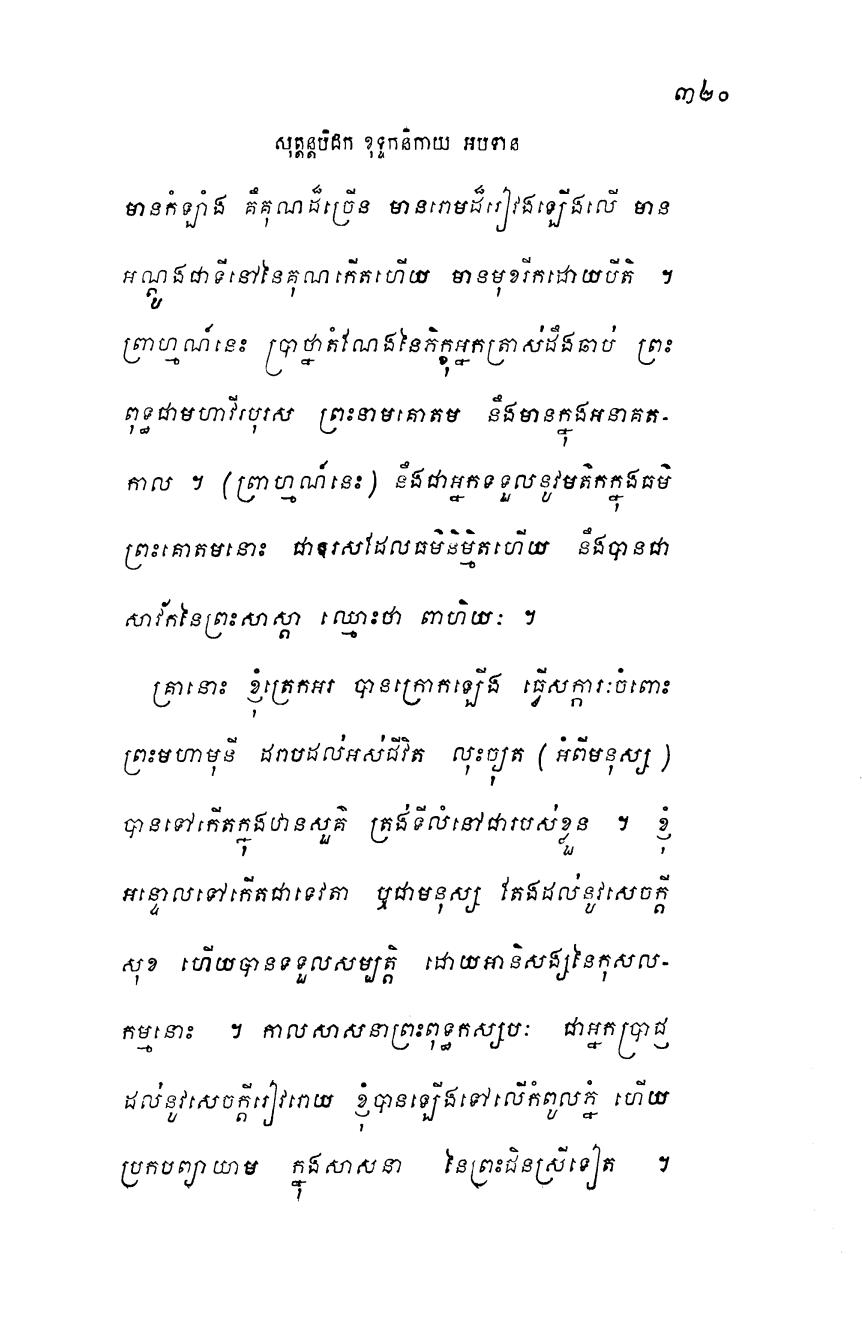 ៣២០
សុត្តន្តបិដក ខុទ្ទកនិកាយ អបទាន
មានកំឡាំង គឺគុណដ៏ច្រើន មានរោមដ៏រៀវងឡើងលើ មាន
អណ្តូងជាទីនៅនៃគុណកើតហើយ មានមុខរីកដោយបីតិ ។
ព្រាហ្មណ៍នេះ ប្រាថ្នាតំណែងនៃភិក្ខុអ្នកត្រាស់ដឹងឆាប់ ព្រះ
ពុទ្ធជាមហាវីរបុរស ព្រះនាមគោតម នឹងមានក្នុងអនាគត-
កាល ។ (ព្រាហ្មណ៍នេះ) នឹងជាអ្នកទទួលនូវមតិកក្នុងធម៌
ព្រះគោតមនោះ ជាឱរសដែលធម៌និម្មិតហើយ នឹងបានជា
សាវ័កនៃព្រះសាស្តា ឈ្មោះថា ពាហិយៈ ។
គ្រានោះ ខ្ញុំត្រេកអរ បានក្រោកឡើង ធ្វើសក្ការៈចំពោះ
ព្រះមហាមុនី ដរាបដល់អស់ជីវិត លុះច្យុត (អំពីមនុស្ស)
បានទៅកើតក្នុងឋានសួគ៌ ត្រង់ទីលំនៅជារបស់ខ្លួន ។ ខ្ញុំ
អន្ទោលទៅកើតជាទេវតា ឬជាមនុស្ស តែងដល់នូវសេចក្តី
សុខ ហើយបានទទួលសម្បត្តិ ដោយអានិសង្សនៃកុសល-
កម្មនោះ ។ កាលសាសនាព្រះពុទ្ធកស្សបៈ ជាអ្នកប្រាជ្ញ
ដល់នូវសេចក្តីរៀវរោយ ខ្ញុំបានឡើងទៅលើកំពូលភ្នំ ហើយ
ប្រកបព្យាយាម ក្នុងសាសនា នៃព្រះជិនស្រីទៀត ។